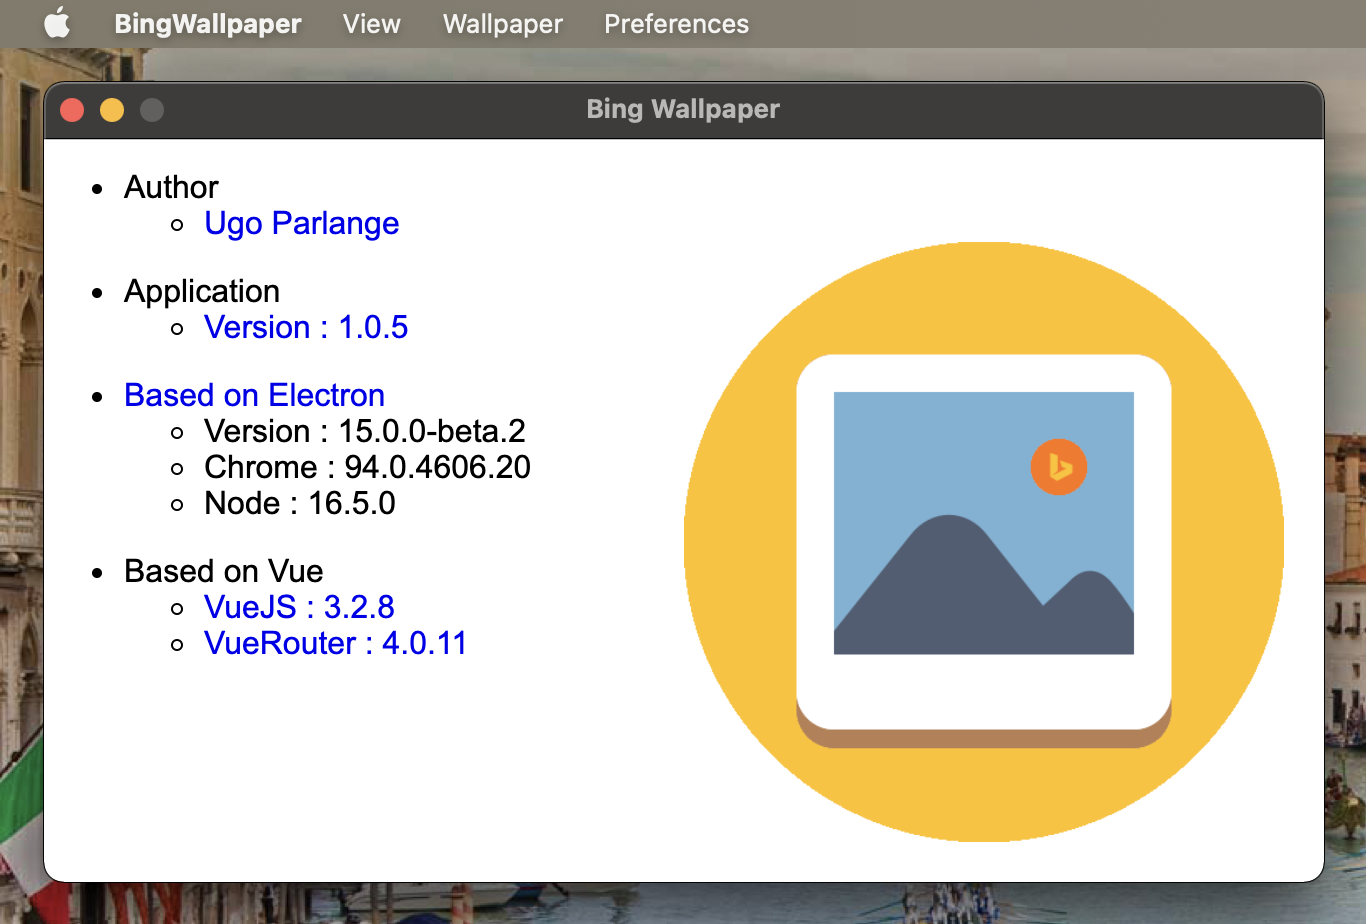 BingWallpaper View Wallpaper Preferences
Bing Wallpaper
Author
Ugo Parlange
Application
Version : 1.0.5
Based on Electron
Version : 15.0.0-beta.2
Chrome : 94.0.4606.20
Node : 16.5.0
Based on Vue
VueJS : 3.2.8
VueRouter : 4.0.11